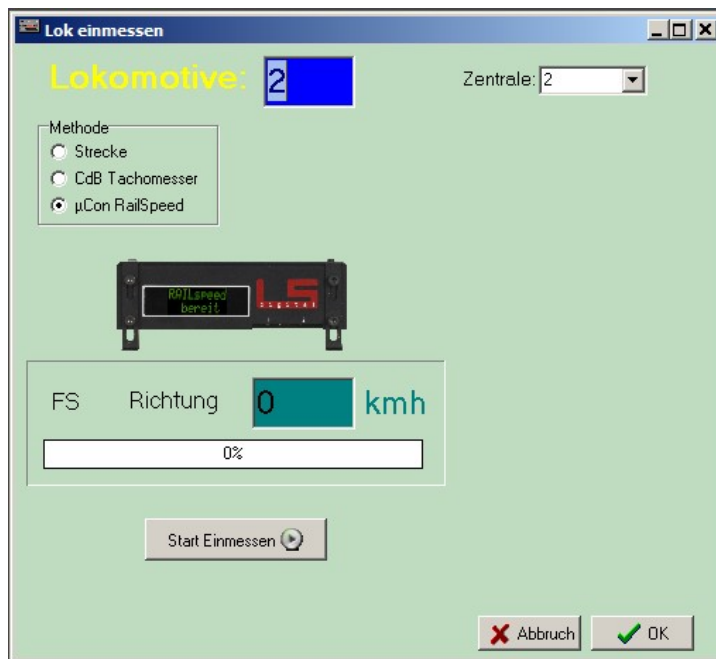 Lok einmessen
Lokomotive: 2
Zentrale: 2
Methode
Strecke
CdB Tachomesser
µCon RailSpeed
RAILspeed
bereit
LS
digital
FS Richtung 0 kmh
0%
Start Einmessen
Abbruch OK